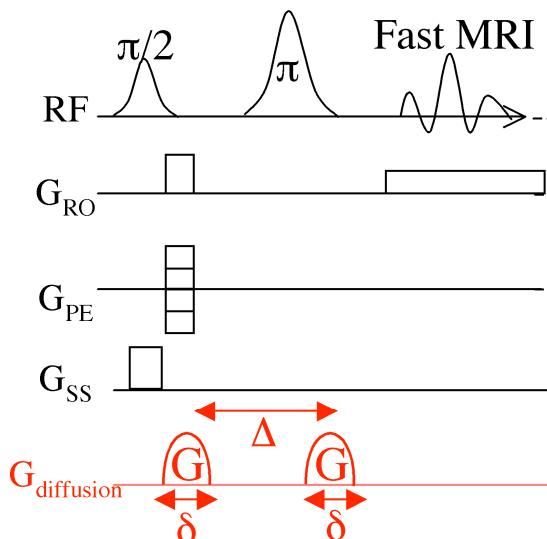 π/2
Fast MRI
π
RF
G_RO
G_PE
G_SS
Δ
G G
G_diffusion
δ δ